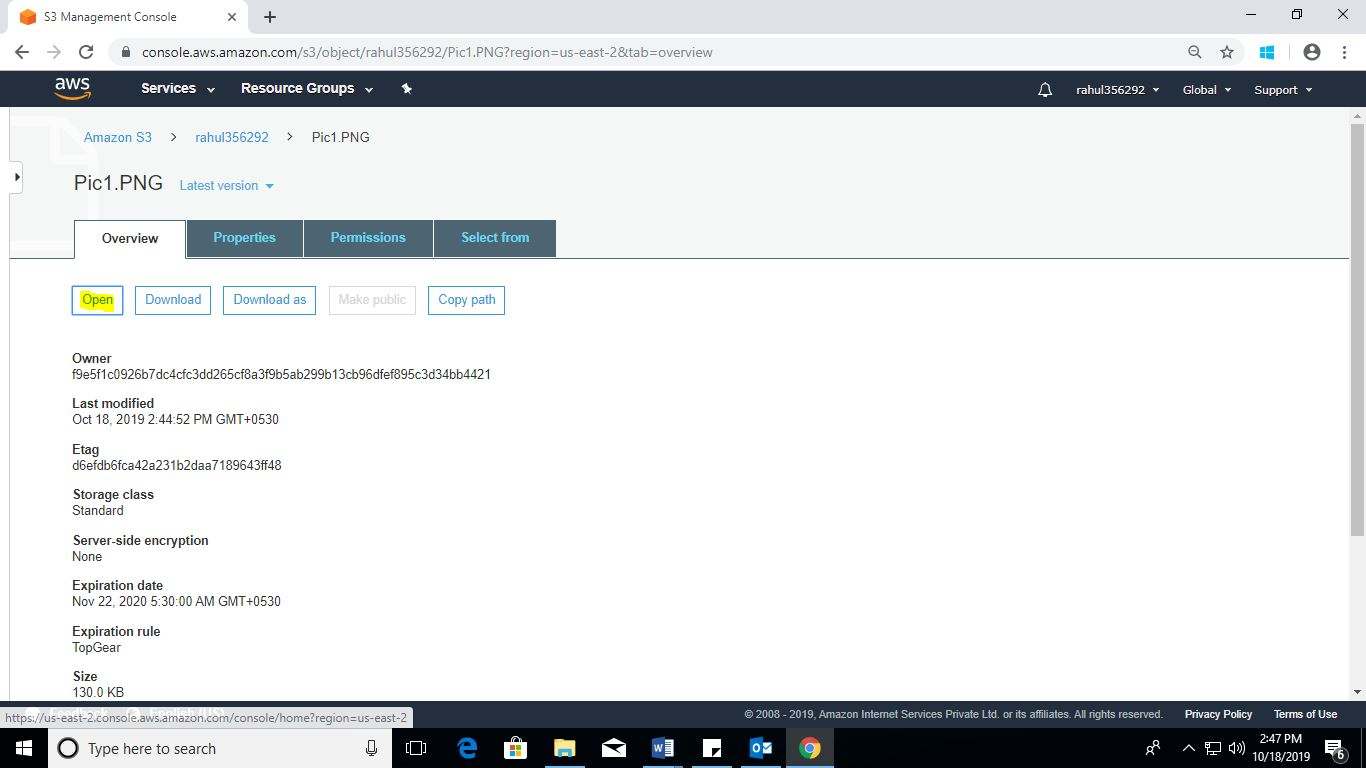 S3 Management Console
console.aws.amazon.com/s3/object/rahul356292/Pic1.PNG?region=us-east-2&tab=overview
aws Services Resource Groups rahul356292 Global Support
Amazon S3 > rahul356292 > Pic1.PNG
Pic1.PNG Latest version
Overview Properties Permissions Select from
Open Download Download as Make public Copy path
Owner
f9e5f1c0926b7dc4cfc3dd265cf8a3f9b5ab299b13cb96dfef895c3d34bb4421
Last modified
Oct 18, 2019 2:44:52 PM GMT+0530
Etag
d6efdb6fca42a231b2daa7189643ff48
Storage class
Standard
Server-side encryption
None
Expiration date
Nov 22, 2020 5:30:00 AM GMT+0530
Expiration rule
TopGear
Size
130.0 KB
Feedback English (US)
https://us-east-2.console.aws.amazon.com/console/home?region=us-east-2
© 2008 - 2019, Amazon Internet Services Private Ltd. or its affiliates. All rights reserved. Privacy Policy Terms of Use
Type here to search
2:47 PM
10/18/2019
6